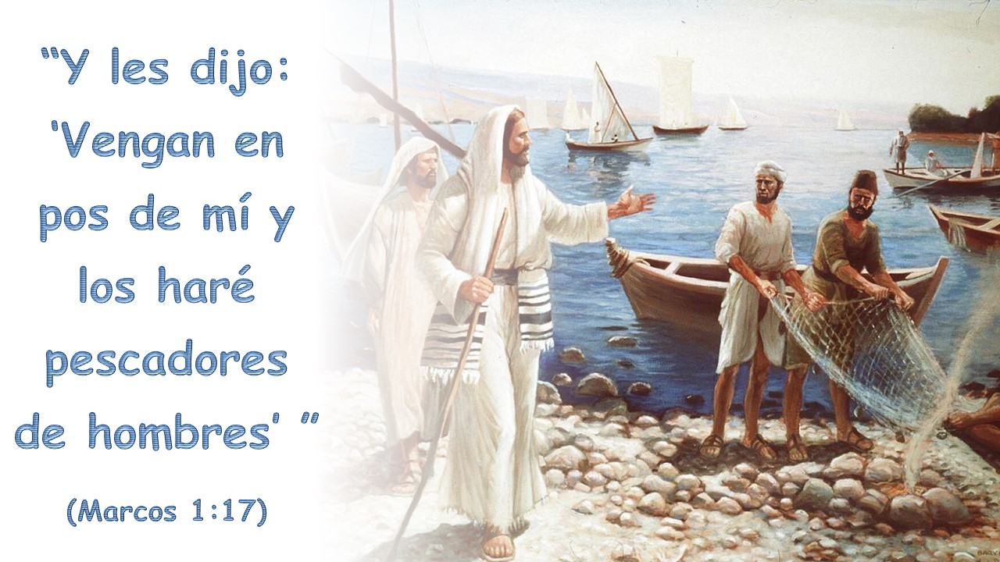 “Y les dijo:
‘Vengan en
pos de mí y
los haré
pescadores
de hombres’ ”
(Marcos 1:17)